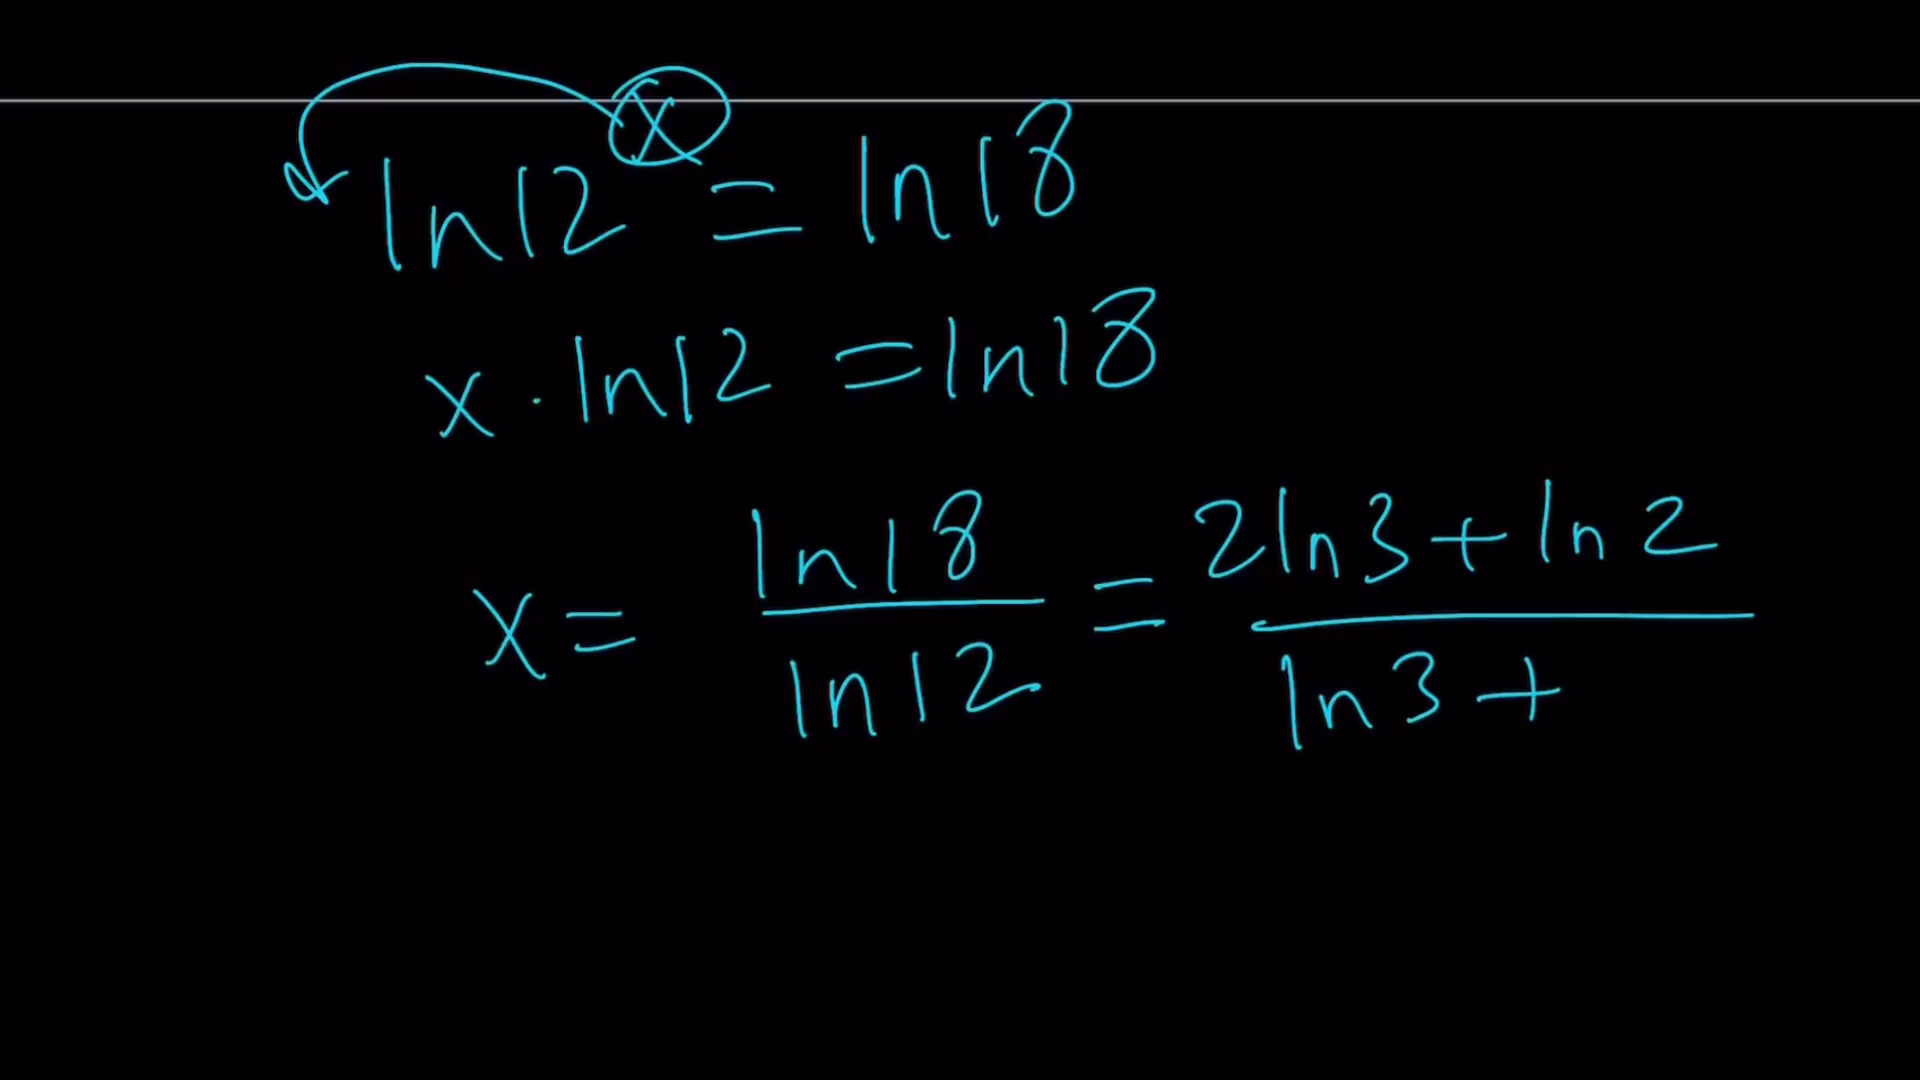 ln12^x = ln18
x · ln12 = ln18
x = ln18/ln12 = (2ln3 + ln2)/(ln3 +